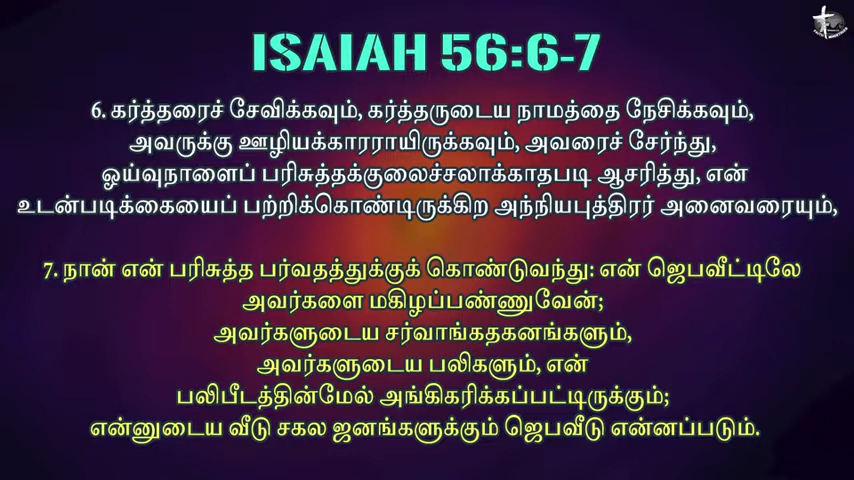 ISAIAH 56:6-7
6. கர்த்தரைச் சேவிக்கவும், கர்த்தருடைய நாமத்தை நேசிக்கவும்,
அவருக்கு ஊழியக்காரராயிருக்கவும், அவரைச் சேர்ந்து,
ஓய்வுநாளைப் பரிசுத்தக்குலைச்சலாக்காதபடி ஆசரித்து, என்
உடன்படிக்கையைப் பற்றிக்கொண்டிருக்கிற அந்நியபுத்திரர் அனைவரையும்,
7. நான் என் பரிசுத்த பர்வதத்துக்குக் கொண்டுவந்து: என் ஜெபவீட்டிலே
அவர்களை மகிழப்பண்ணுவேன்;
அவர்களுடைய சர்வாங்கதகனங்களும்,
அவர்களுடைய பலிகளும், என்
பலிபீடத்தின்மேல் அங்கிகரிக்கப்பட்டிருக்கும்;
என்னுடைய வீடு சகல ஜனங்களுக்கும் ஜெபவீடு என்னப்படும்.